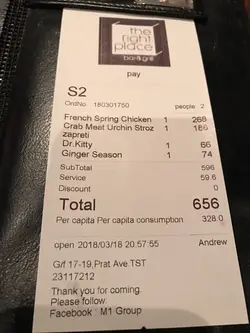 the
right
place
bar&grill
pay
S2
OrdNo 180301750 people 2
French Spring Chicken 1 268
Crab Meat Urchin Stroz 1 186
zapreti
Dr.Kitty 1 66
Ginger Season 1 74
SubTotal 596
Service 59.6
Discount 0
Total 656
Per capita Per capita consumption 328.0
open 2018/03/18 20:57:55 Andrew
G/f 17-19,Prat Ave.TST
23117212
Thank you for coming.
Please follow
Facebook : M1 Group